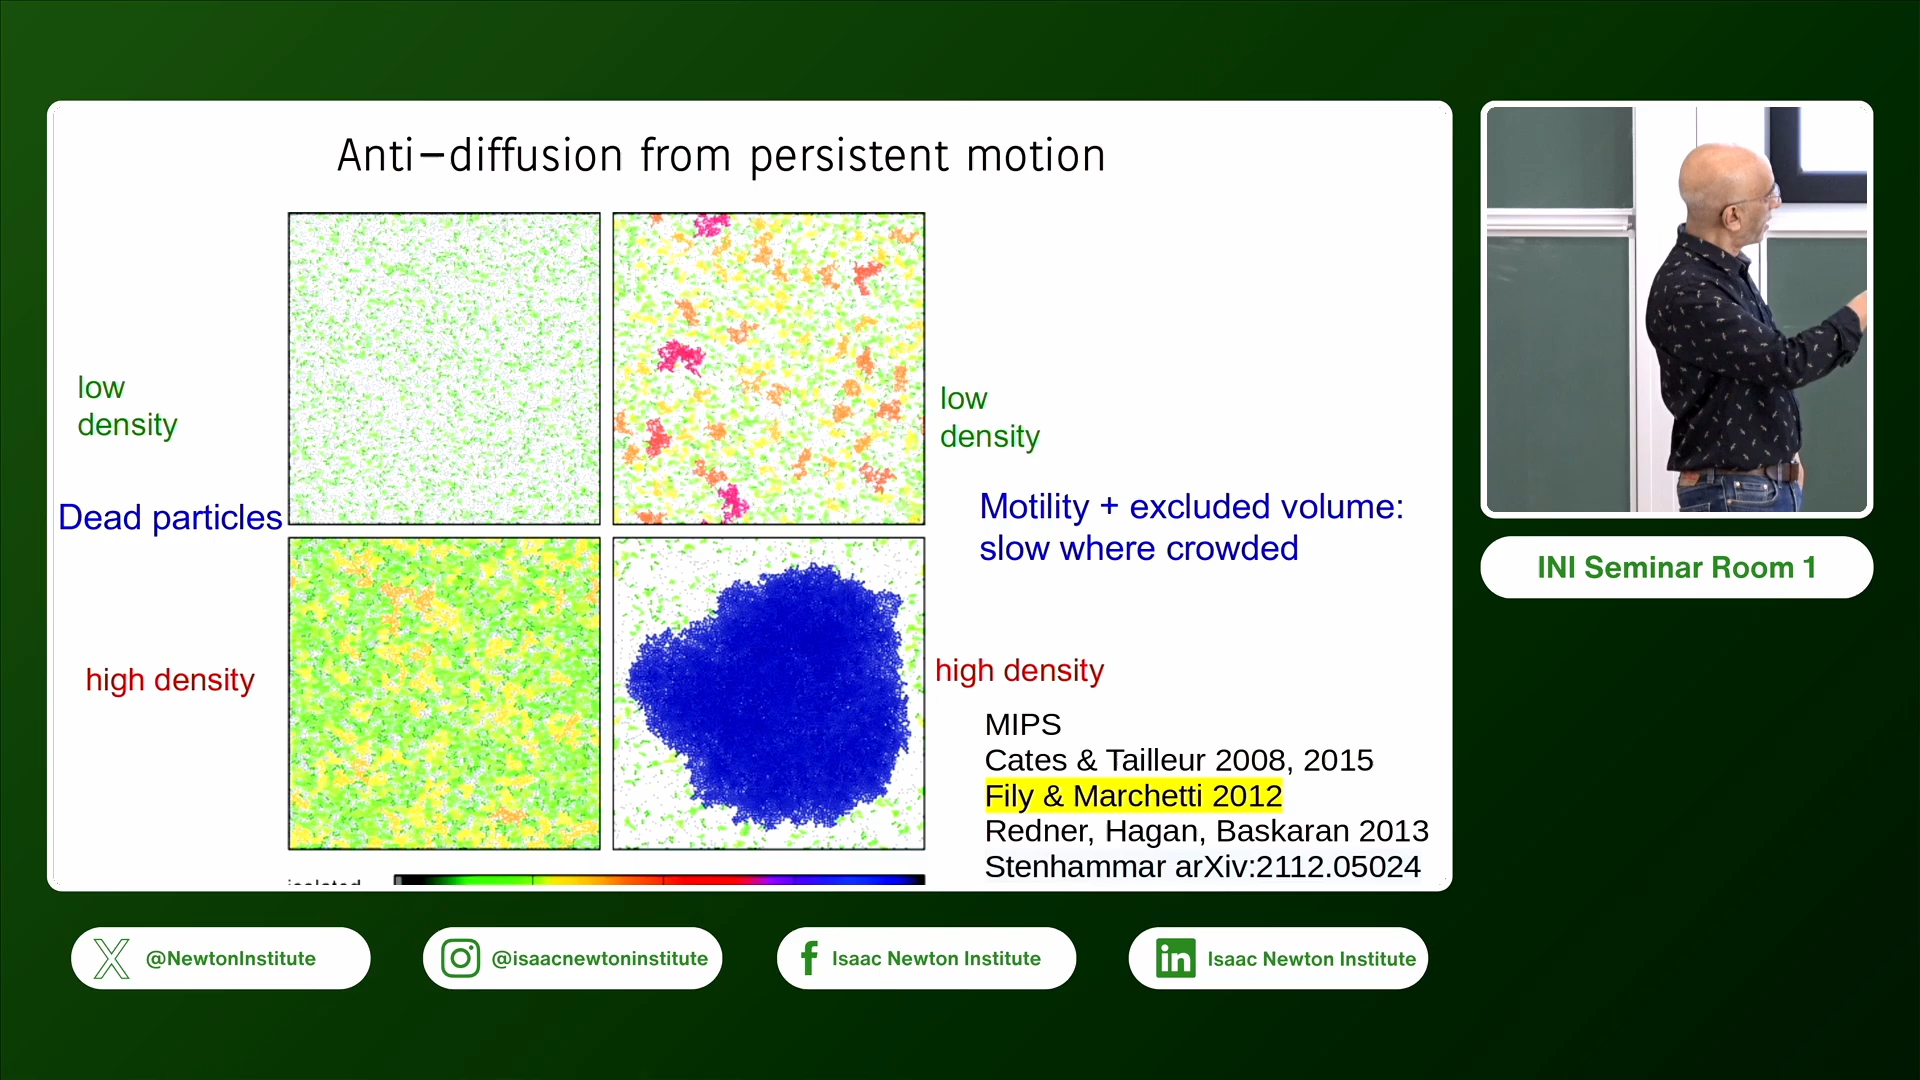 Anti-diffusion from persistent motion
low
density
low
density
Dead particles
Motility + excluded volume:
slow where crowded
high density
high density
MIPS
Cates & Tailleur 2008, 2015
Fily & Marchetti 2012
Redner, Hagan, Baskaran 2013
Stenhammar arXiv:2112.05024
isolated
INI Seminar Room 1
@NewtonInstitute
@isaacnewtoninstitute
Isaac Newton Institute
Isaac Newton Institute